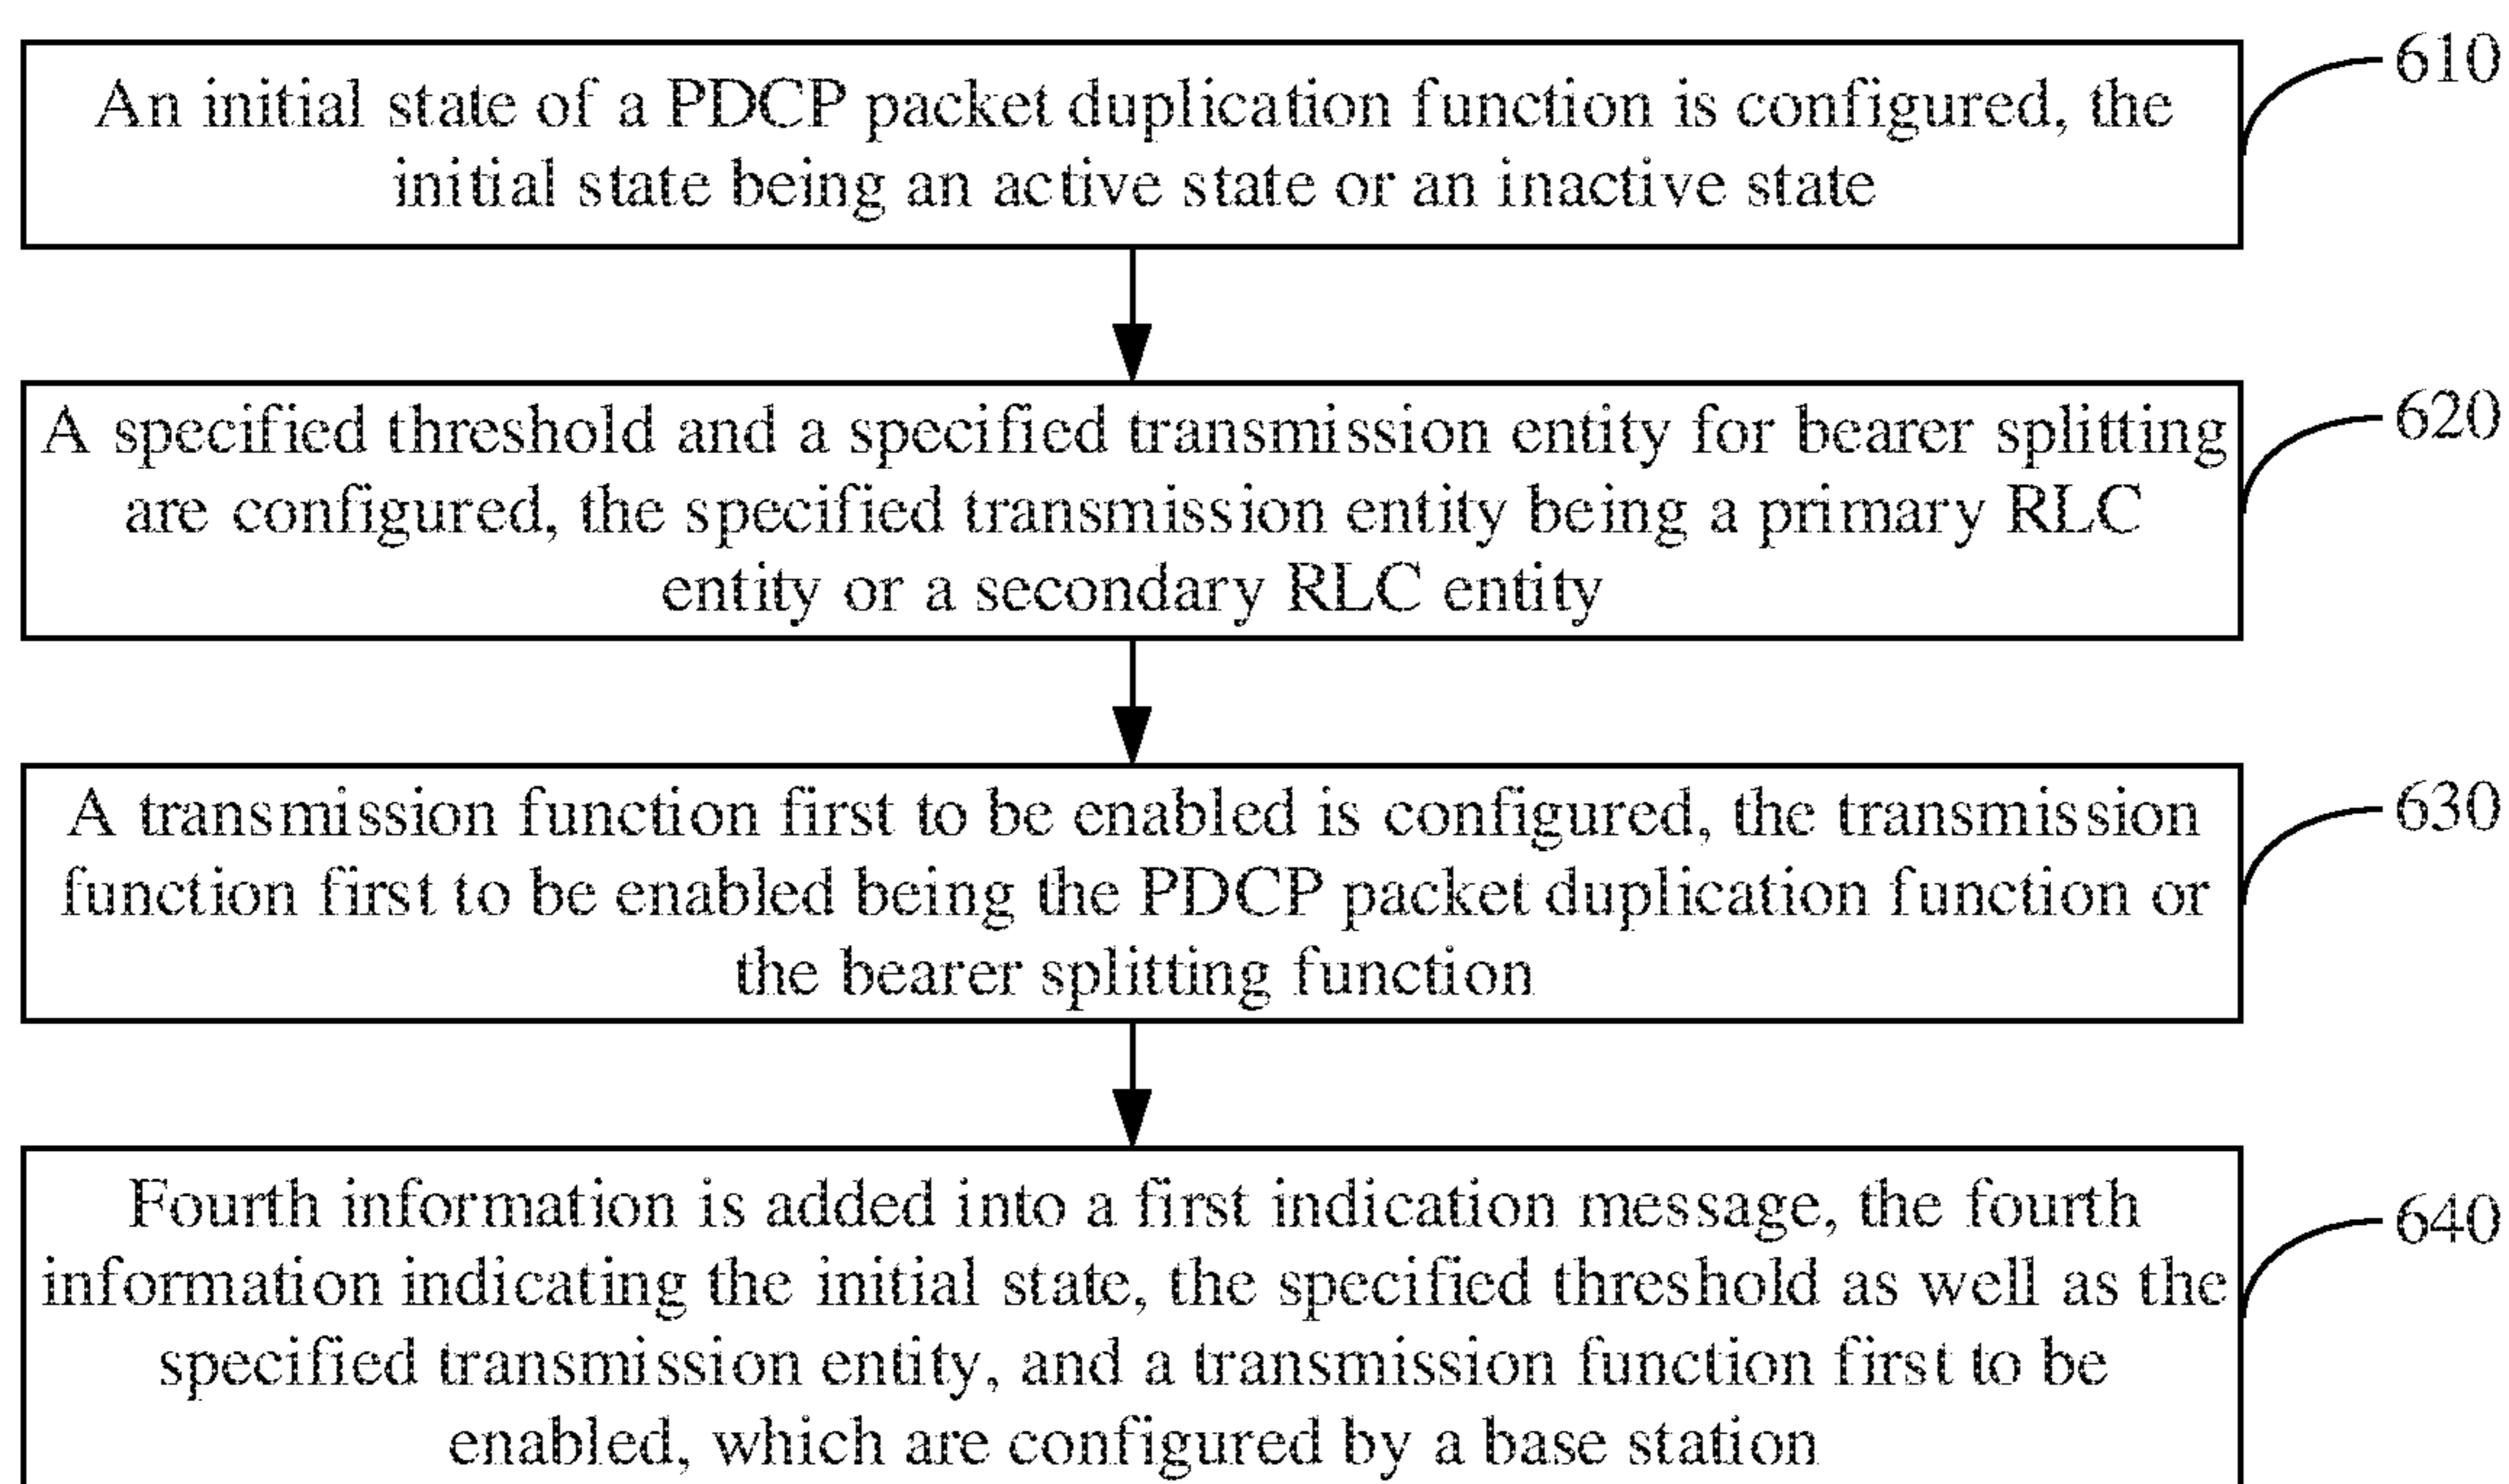 An initial state of a PDCP packet duplication function is configured, the
initial state being an active state or an inactive state
610
A specified threshold and a specified transmission entity for bearer splitting
are configured, the specified transmission entity being a primary RLC
entity or a secondary RLC entity
620
A transmission function first to be enabled is configured, the transmission
function first to be enabled being the PDCP packet duplication function or
the bearer splitting function
630
Fourth information is added into a first indication message, the fourth
information indicating the initial state, the specified threshold as well as the
specified transmission entity, and a transmission function first to be
enabled, which are configured by a base station
640